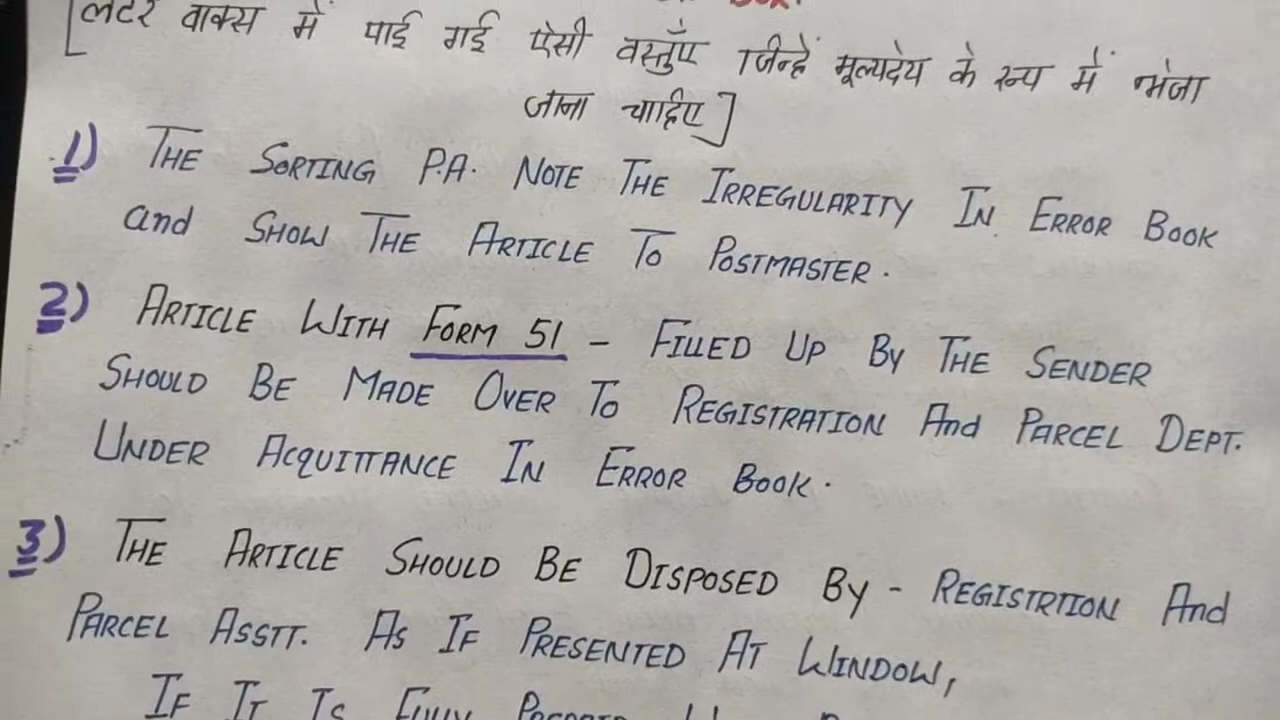 BOX.
[लेटर वाक्स में पाई गई ऐसी वस्तुएँ जिन्हें मूल्यदेय के रूप में भेजा
जाना चाहिए]
1) THE SORTING P.A. NOTE THE IRREGULARITY IN ERROR BOOK
and SHOW THE ARTICLE TO POSTMASTER.
2) ARTICLE WITH FORM 51 - FILLED UP BY THE SENDER
SHOULD BE MADE OVER TO REGISTRATION And PARCEL DEPT.
UNDER ACQUITTANCE IN ERROR BOOK.
3) THE ARTICLE SHOULD BE DISPOSED BY - REGISTRTION And
PARCEL ASSTT. AS IF PRESENTED AT WINDOW,
IF IT IS FULLY